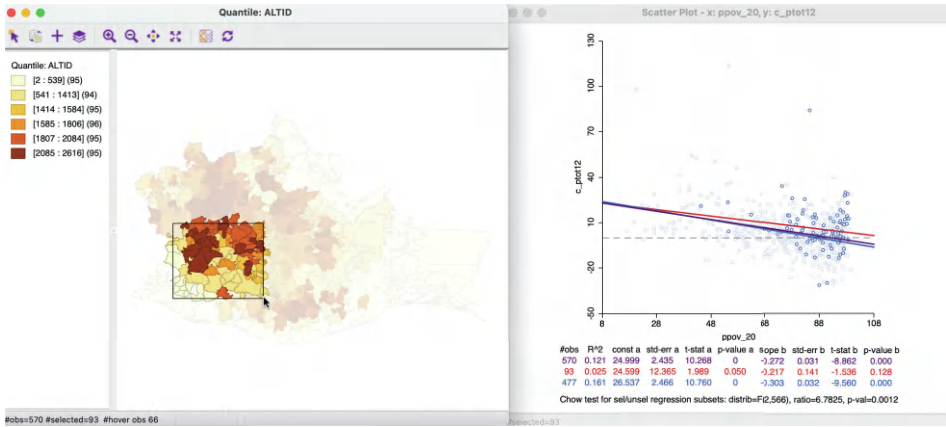 Quantile: ALTID
Quantile: ALTID
[2 : 539] (95)
[541 : 1413] (94)
[1414 : 1584] (95)
[1585 : 1806] (96)
[1807 : 2084] (95)
[2085 : 2616] (95)
#obs=570 #selected=93 #hover obs 66
Scatter Plot - x: ppov_20, y: c_ptot12
130
100
70
40
10
-20
-50
c_ptot12
8 28 48 68 88 108
ppov_20
#obs R^2 const a std-err a t-stat a p-value a sope b std-err b t-stat b p-value b
570 0.121 24.999 2.435 10.268 0 -0.272 0.031 -8.862 0.000
93 0.025 24.599 12.365 1.989 0.050 -0.217 0.141 -1.536 0.128
477 0.161 26.537 2.466 10.760 0 -0.303 0.032 -9.560 0.000
Chow test for sel/unsel regression subsets: distrib=F(2,566), ratio=6.7825, p-val=0.0012
#selected=93